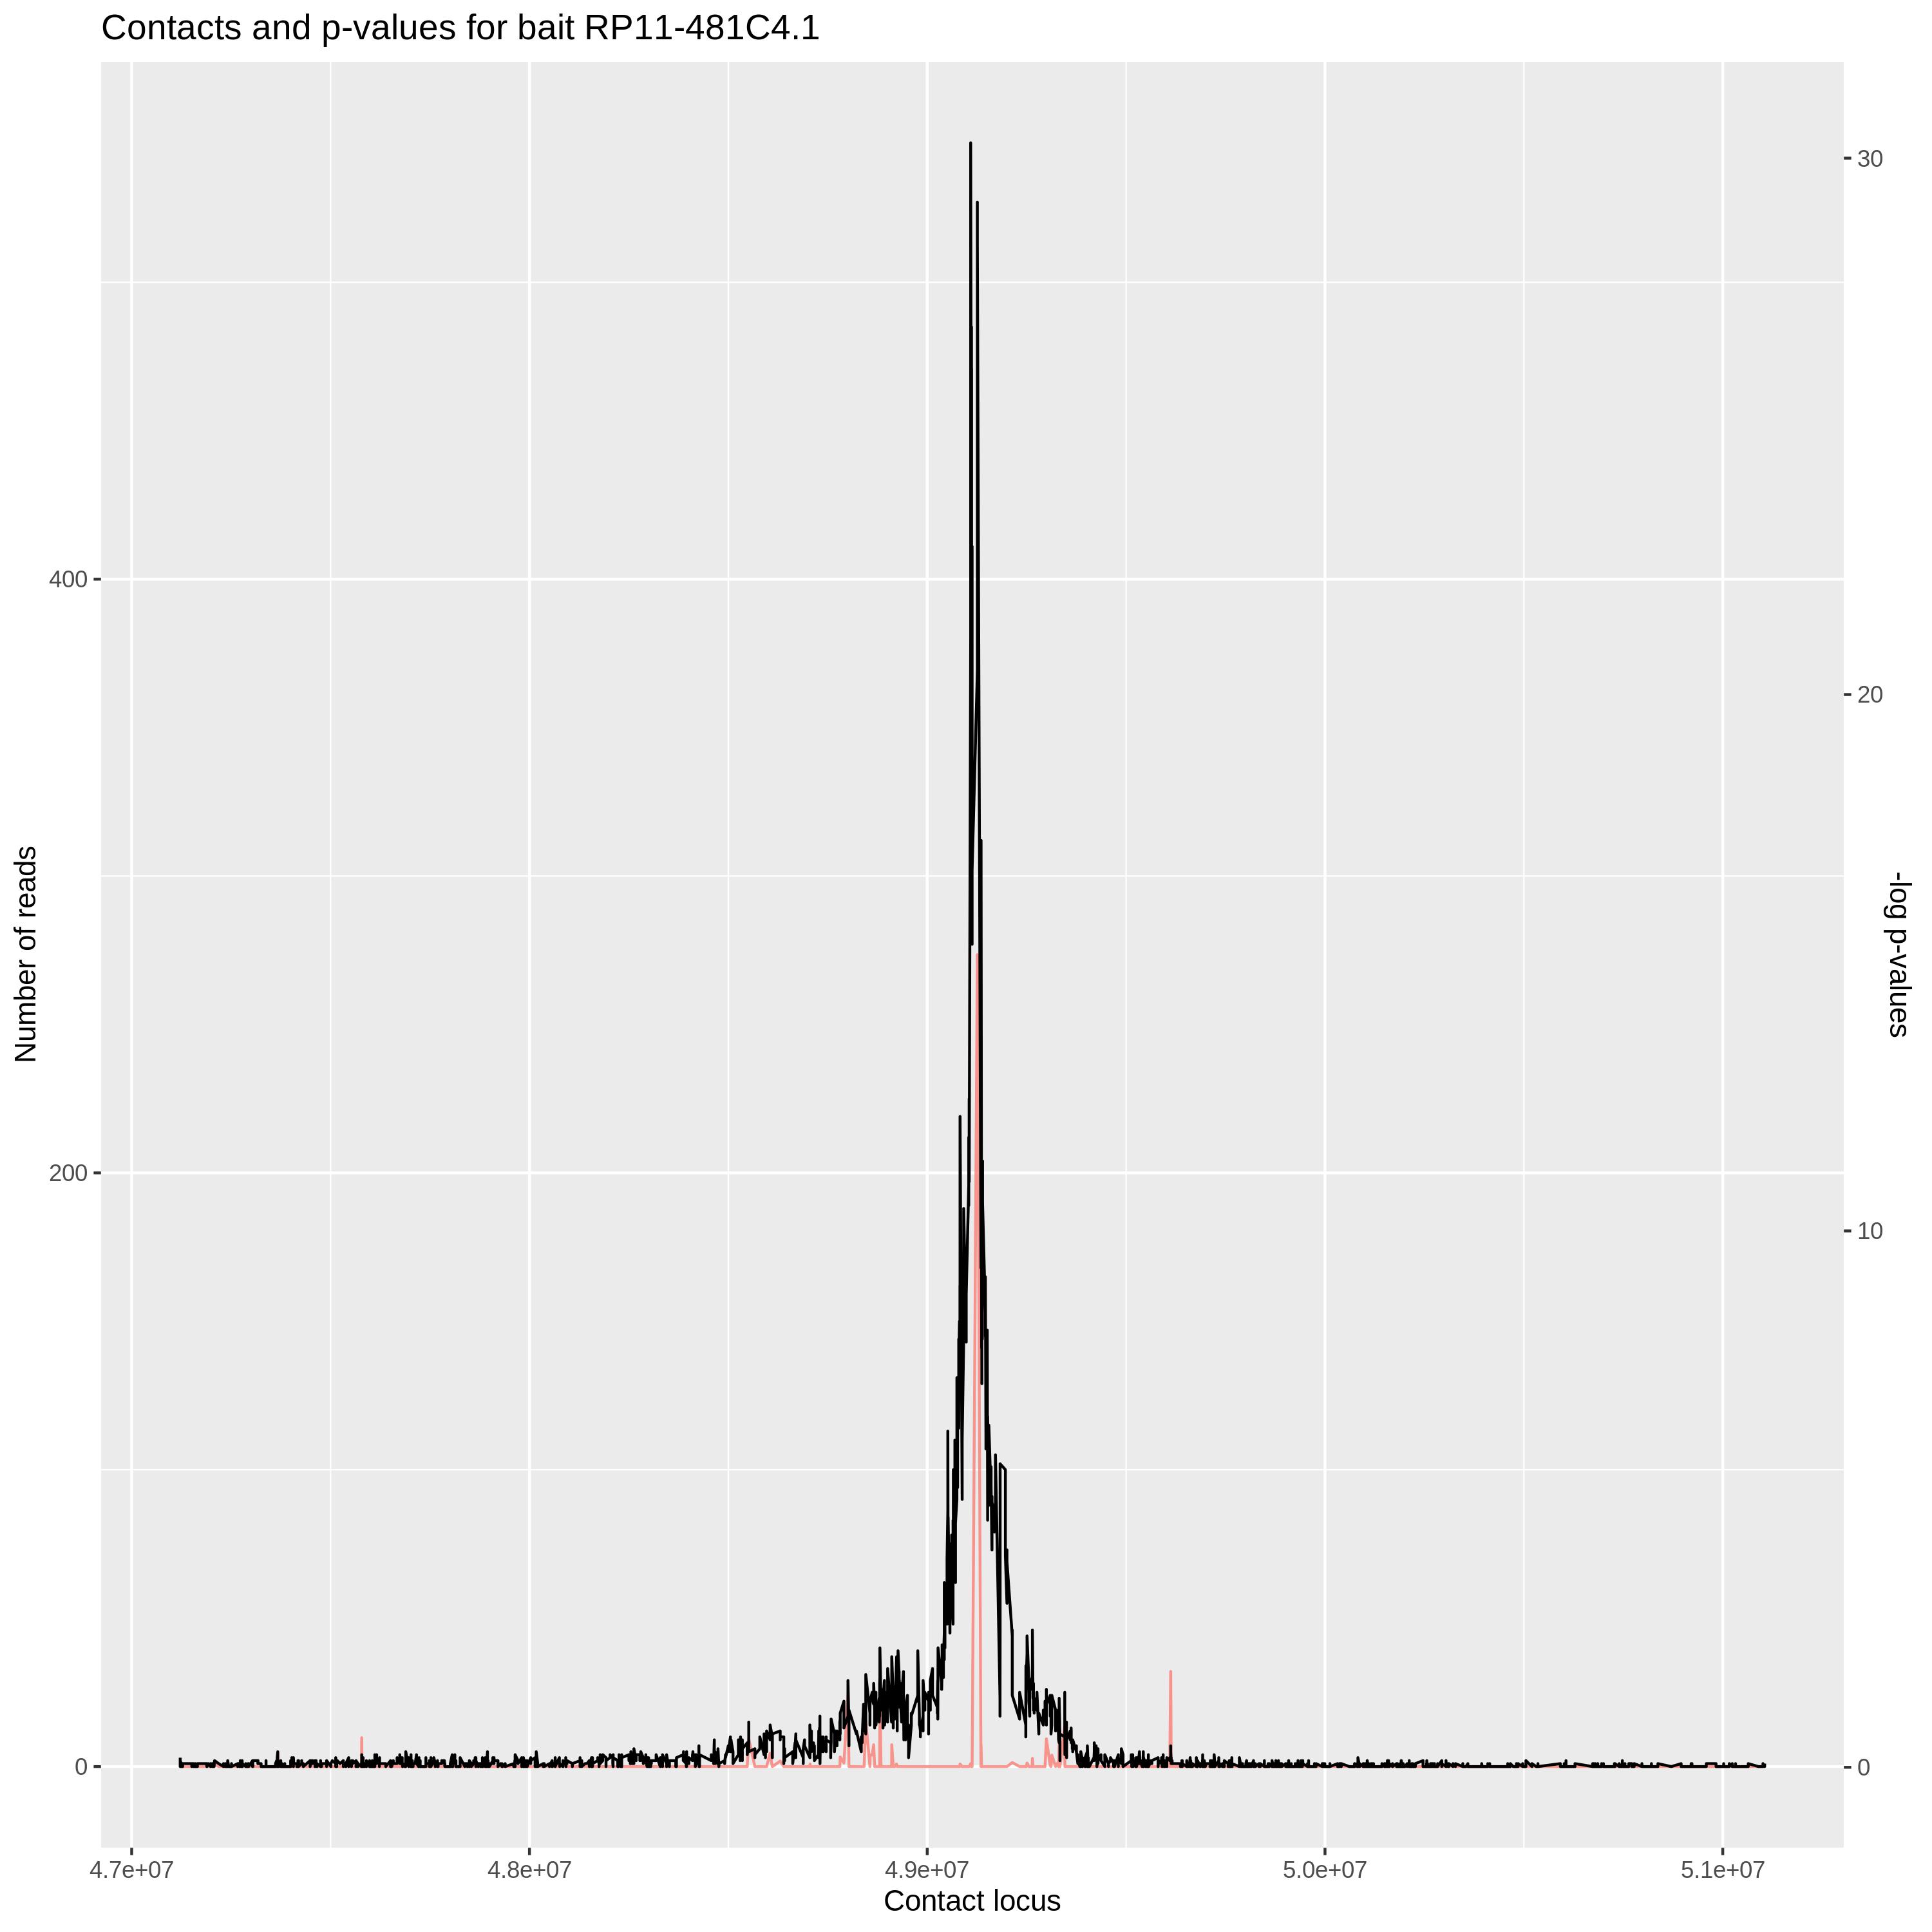 Contacts and p-values for bait RP11-481C4.1
Number of reads
400
200
0
30
20
10
0
-log p-values
4.7e+07
4.8e+07
4.9e+07
5.0e+07
5.1e+07
Contact locus